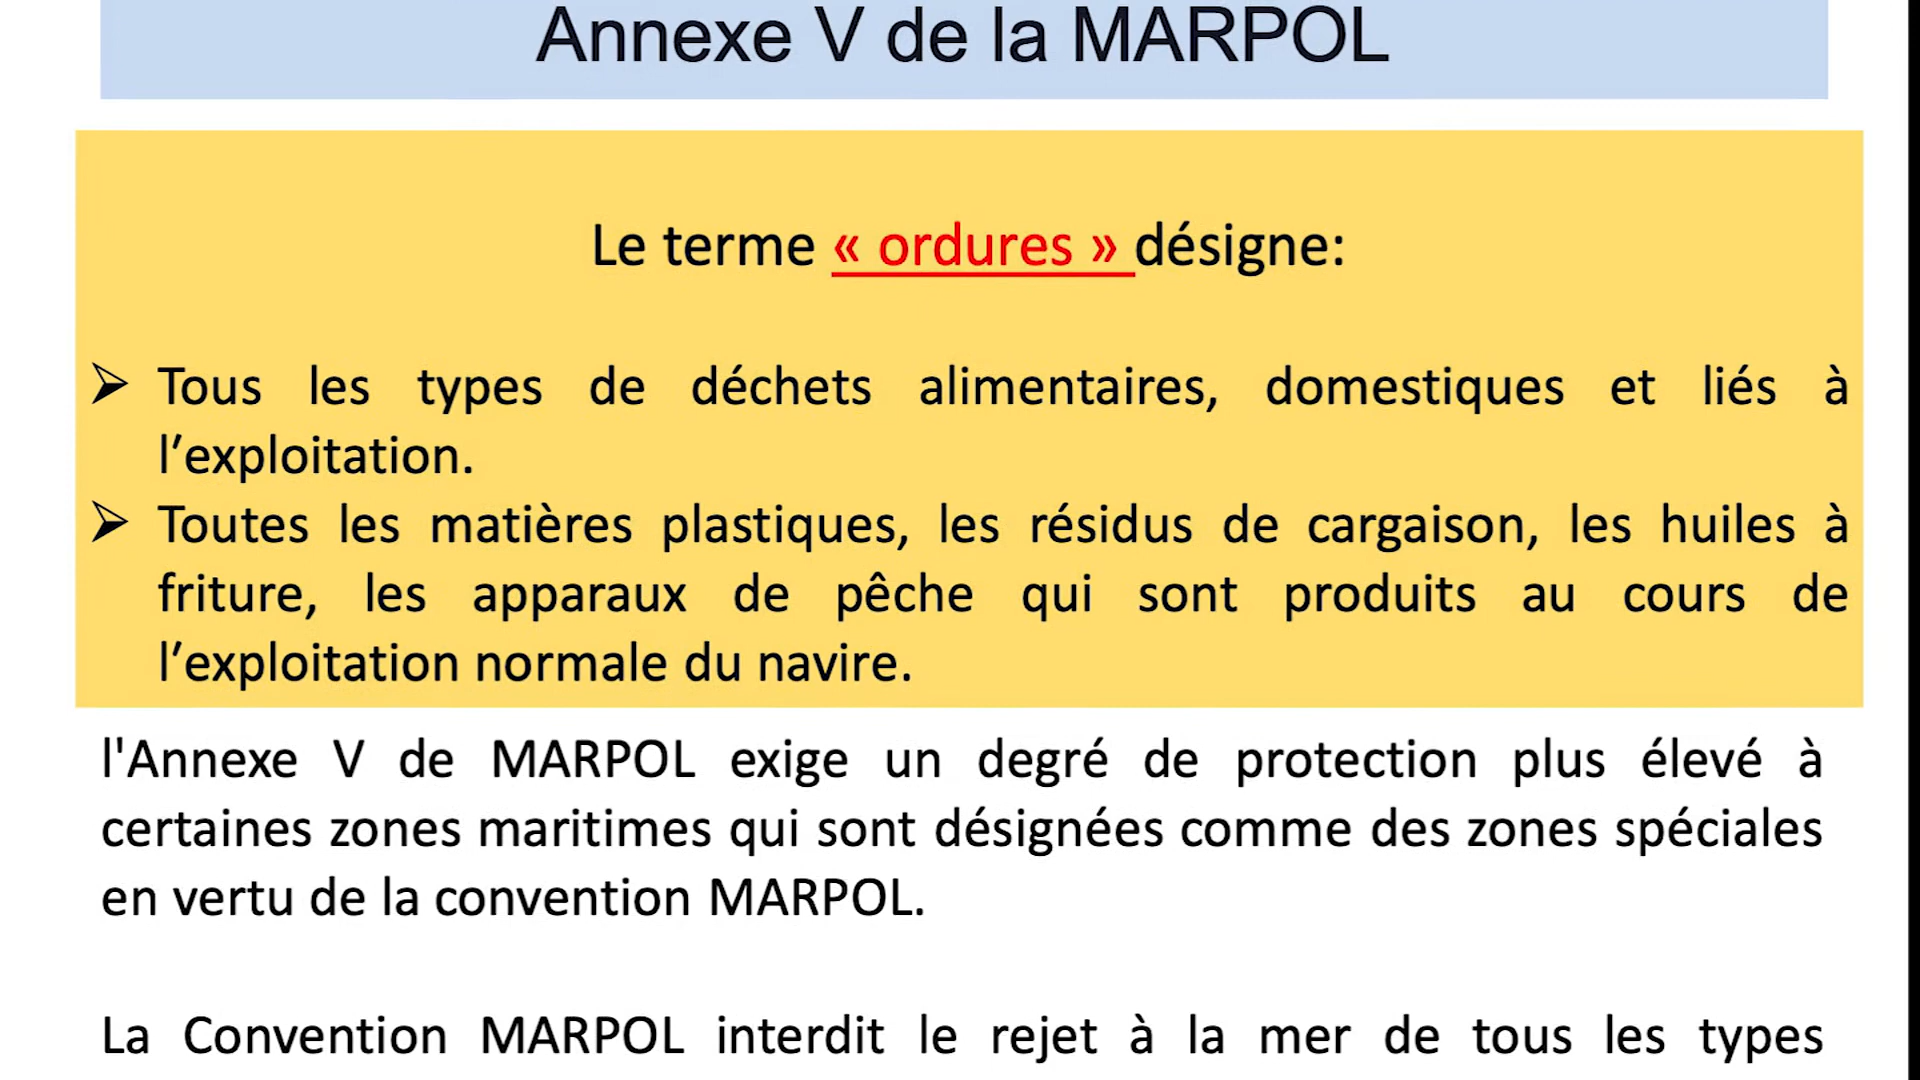 Annexe V de la MARPOL
Le terme « ordures » désigne:
➢ Tous les types de déchets alimentaires, domestiques et liés à
l’exploitation.
➢ Toutes les matières plastiques, les résidus de cargaison, les huiles à
friture, les apparaux de pêche qui sont produits au cours de
l’exploitation normale du navire.
l'Annexe V de MARPOL exige un degré de protection plus élevé à
certaines zones maritimes qui sont désignées comme des zones spéciales
en vertu de la convention MARPOL.
La Convention MARPOL interdit le rejet à la mer de tous les types